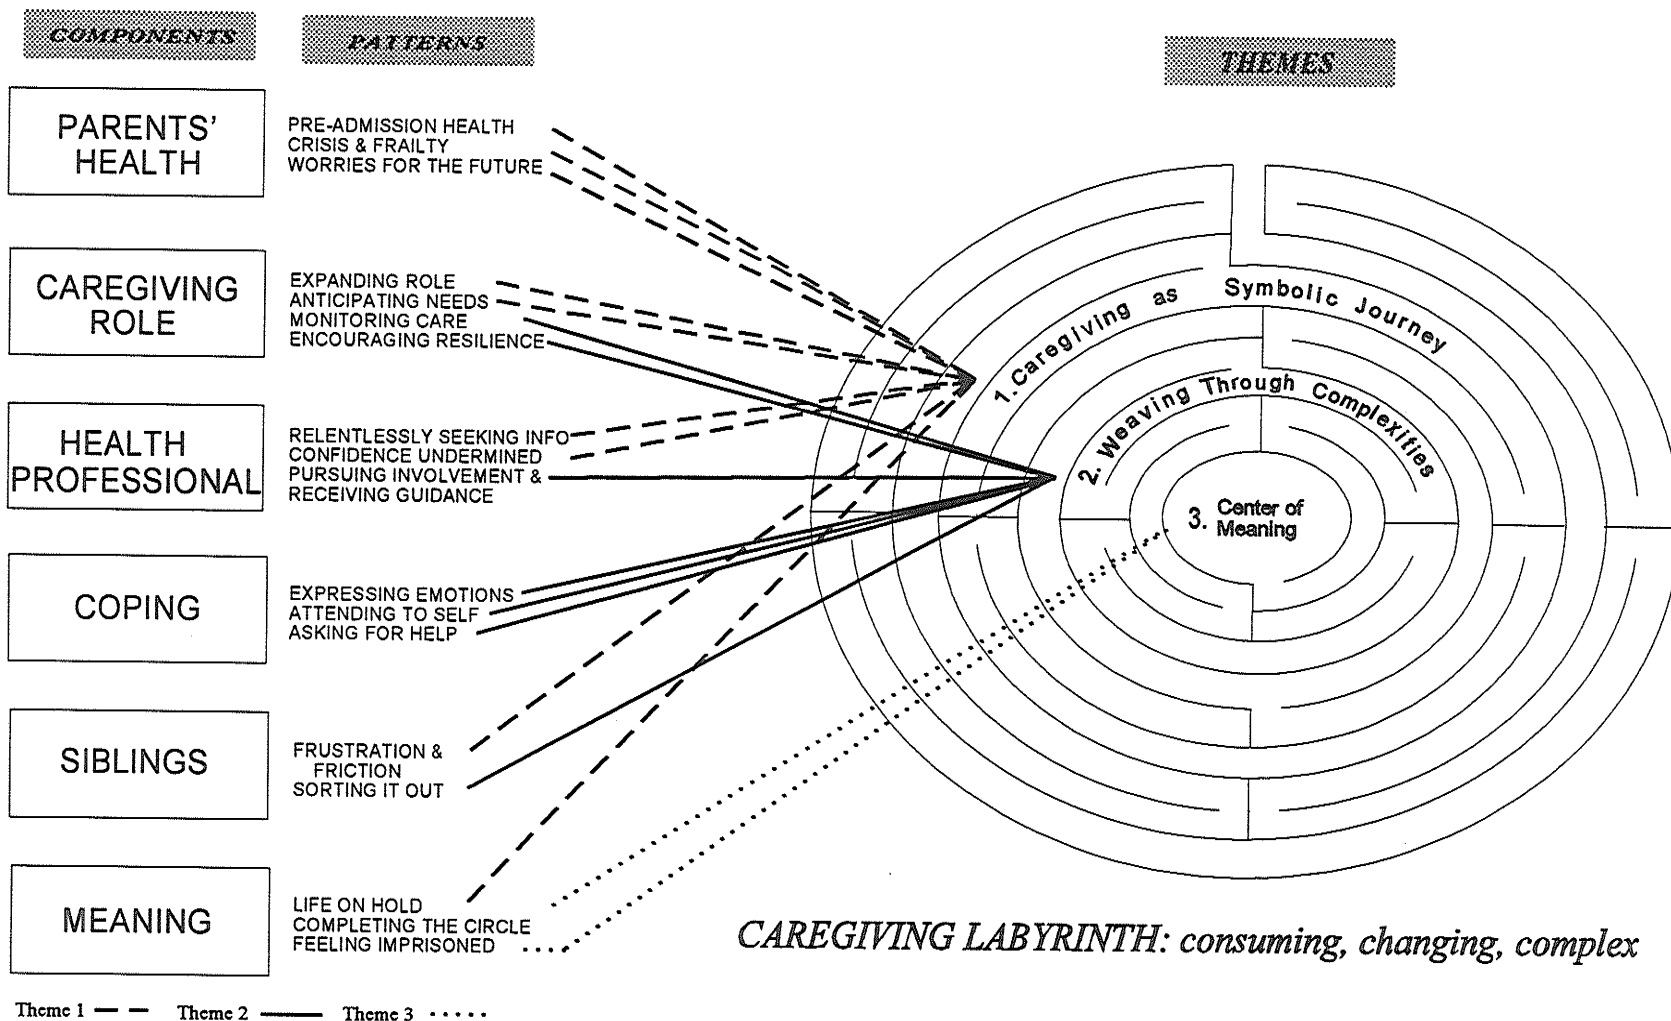 COMPONENTS
PATTERNS
THEMES
PARENTS'
HEALTH
PRE-ADMISSION HEALTH
CRISIS & FRAILTY
WORRIES FOR THE FUTURE
CAREGIVING
ROLE
EXPANDING ROLE
ANTICIPATING NEEDS
MONITORING CARE
ENCOURAGING RESILIENCE
HEALTH
PROFESSIONAL
RELENTLESSLY SEEKING INFO
CONFIDENCE UNDERMINED
PURSUING INVOLVEMENT &
RECEIVING GUIDANCE
COPING
EXPRESSING EMOTIONS
ATTENDING TO SELF
ASKING FOR HELP
SIBLINGS
FRUSTRATION &
FRICTION
SORTING IT OUT
MEANING
LIFE ON HOLD
COMPLETING THE CIRCLE
FEELING IMPRISONED
1. Caregiving as Symbolic Journey
2. Weaving Through Complexifies
3. Center of
Meaning
CAREGIVING LABYRINTH: consuming, changing, complex
Theme 1
Theme 2
Theme 3